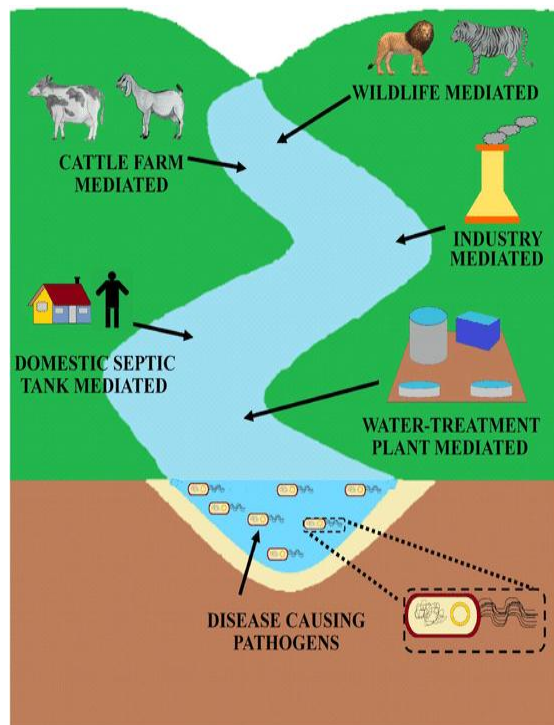 WILDLIFE MEDIATED
CATTLE FARM
MEDIATED
INDUSTRY
MEDIATED
DOMESTIC SEPTIC
TANK MEDIATED
WATER-TREATMENT
PLANT MEDIATED
DISEASE CAUSING
PATHOGENS